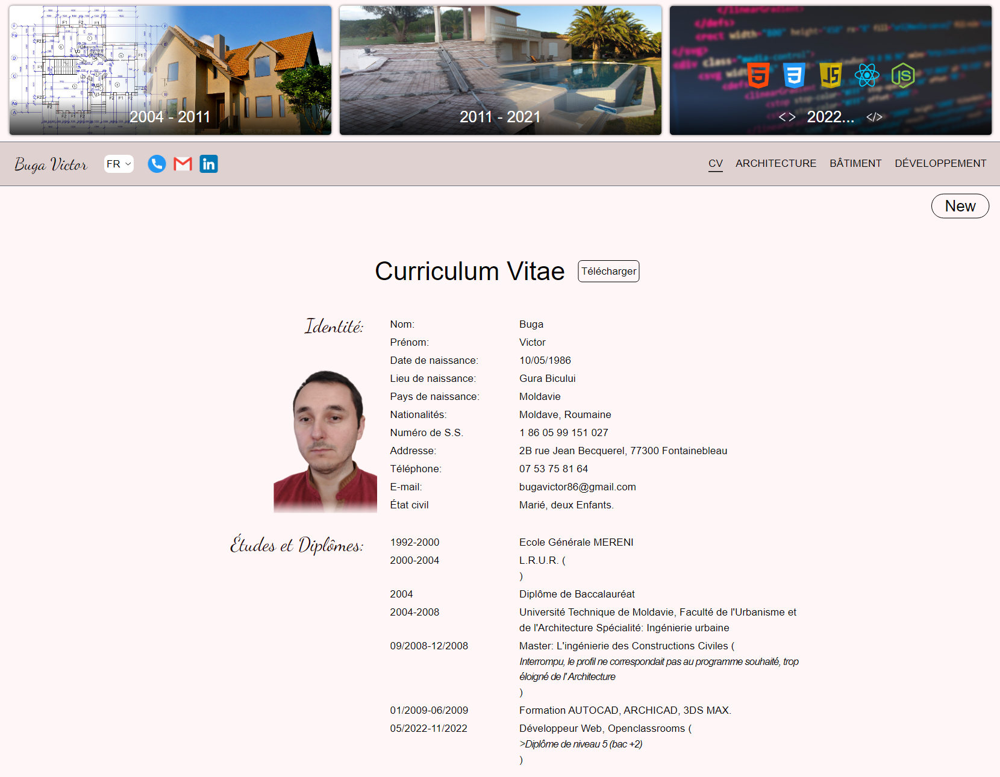 2004 - 2011
2011 - 2021
<> 2022... </>
Buga Victor
FR
in
CV
ARCHITECTURE
BÂTIMENT
DÉVELOPPEMENT
New
Curriculum Vitae
Télécharger
Identité:
Nom: Buga
Prénom: Victor
Date de naissance: 10/05/1986
Lieu de naissance: Gura Bicului
Pays de naissance: Moldavie
Nationalités: Moldave, Roumaine
Numéro de S.S. 1 86 05 99 151 027
Addresse: 2B rue Jean Becquerel, 77300 Fontainebleau
Téléphone: 07 53 75 81 64
E-mail: bugavictor86@gmail.com
État civil Marié, deux Enfants.
Études et Diplômes:
1992-2000 Ecole Générale MERENI
2000-2004 L.R.U.R. (
)
2004 Diplôme de Baccalauréat
2004-2008 Université Technique de Moldavie, Faculté de l'Urbanisme et
de l'Architecture Spécialité: Ingénierie urbaine
09/2008-12/2008 Master: L'ingénierie des Constructions Civiles (
Interrompu, le profil ne correspondait pas au programme souhaité, trop
éloigné de l' Architecture
)
01/2009-06/2009 Formation AUTOCAD, ARCHICAD, 3DS MAX.
05/2022-11/2022 Développeur Web, Openclassrooms (
>Diplôme de niveau 5 (bac +2)
)